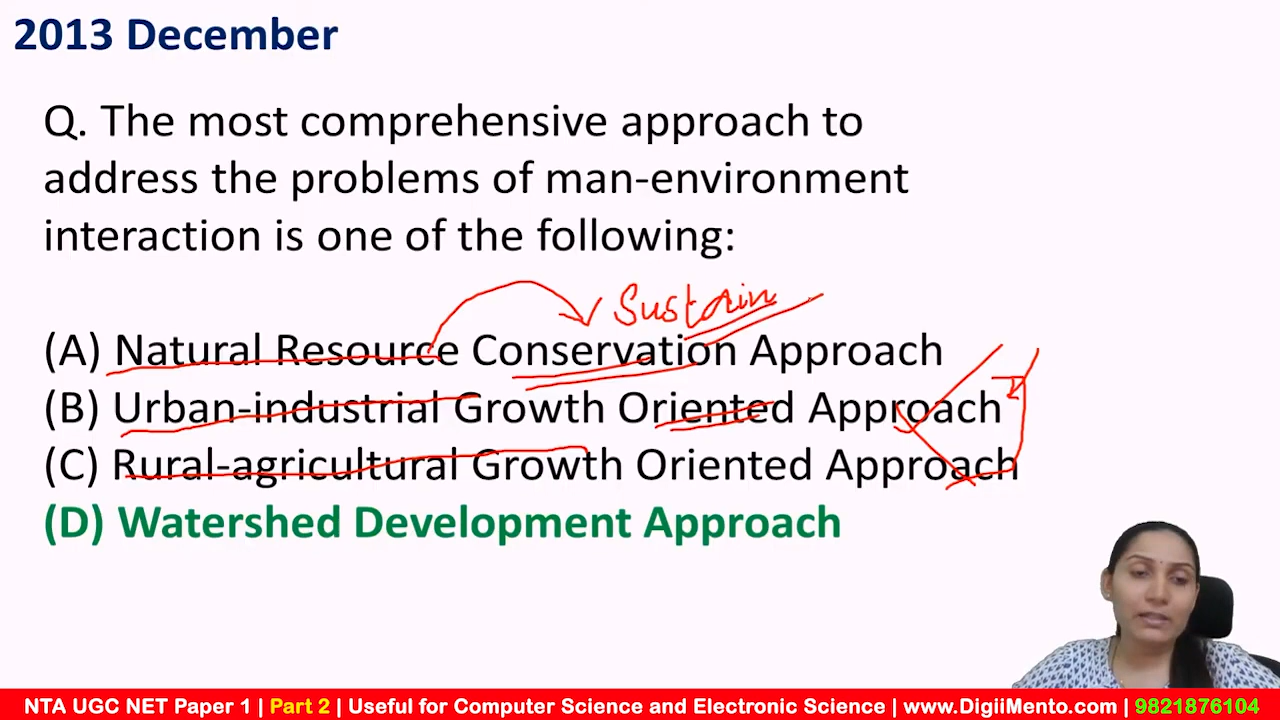 2013 December
Q. The most comprehensive approach to
address the problems of man-environment
interaction is one of the following:
Sustain
(A) Natural Resource Conservation Approach
(B) Urban-industrial Growth Oriented Approach
(C) Rural-agricultural Growth Oriented Approach
(D) Watershed Development Approach
NTA UGC NET Paper 1 | Part 2 | Useful for Computer Science and Electronic Science | www.DigiiMento.com | 9821876104